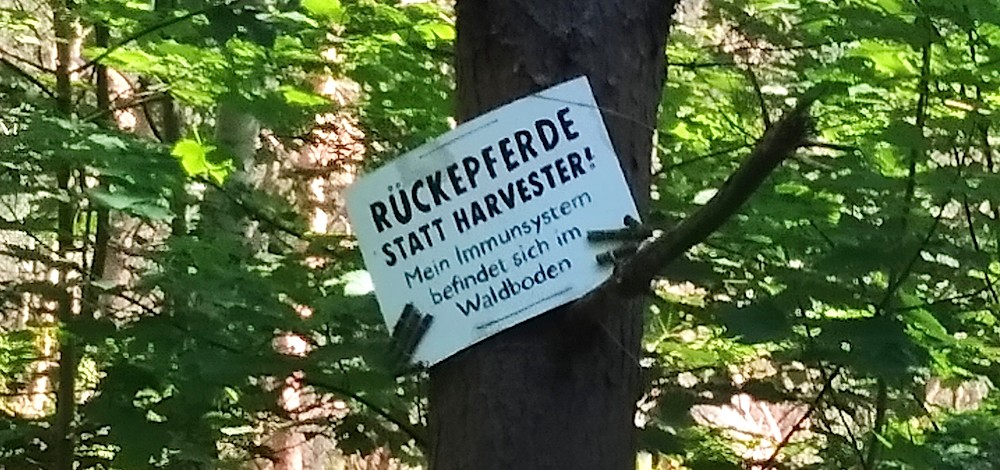 RÜCKEPFERDE
STATT HARVESTER!
Mein Immunsystem
befindet sich im
Waldboden